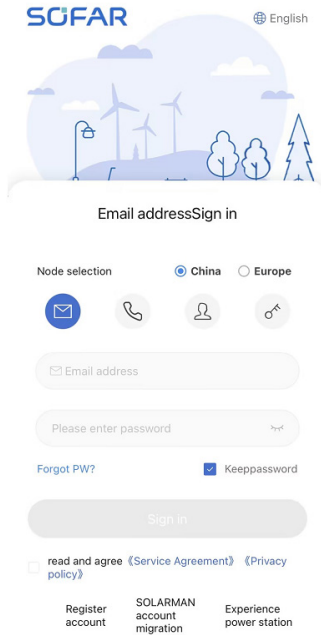 SOFAR
English
Email addressSign in
Node selection
China
Europe
Email address
Please enter password
Forgot PW?
Keeppassword
Sign in
read and agree 《Service Agreement》 《Privacy
policy》
Register
account
SOLARMAN
account
migration
Experience
power station